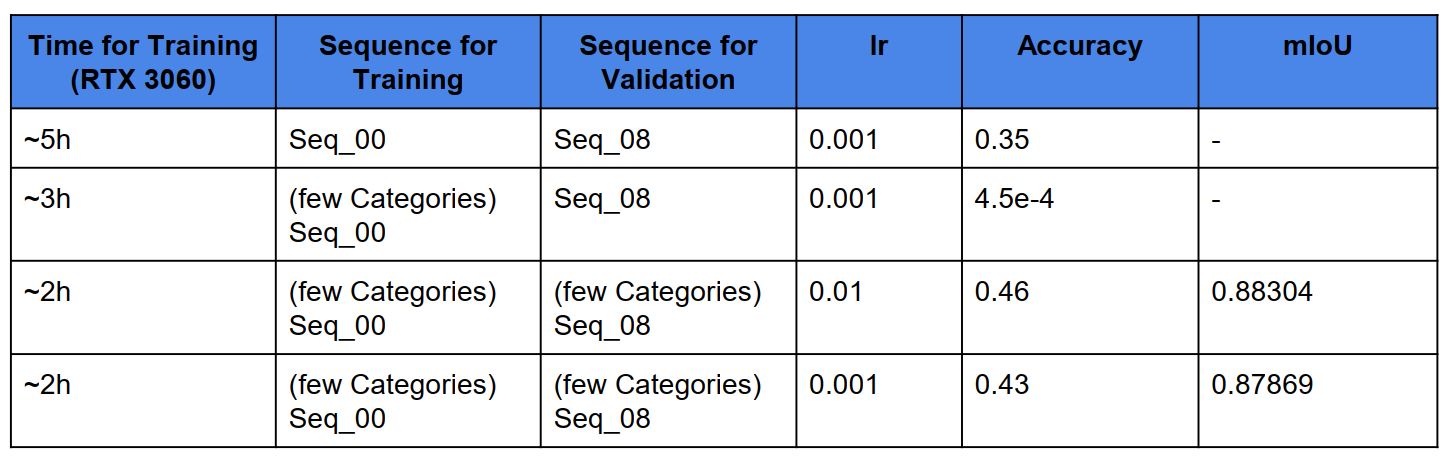 Time for Training (RTX 3060) Sequence for Training Sequence for Validation lr Accuracy mIoU
~5h Seq_00 Seq_08 0.001 0.35 -
~3h (few Categories) Seq_00 Seq_08 0.001 4.5e-4 -
~2h (few Categories) Seq_00 (few Categories) Seq_08 0.01 0.46 0.88304
~2h (few Categories) Seq_00 (few Categories) Seq_08 0.001 0.43 0.87869